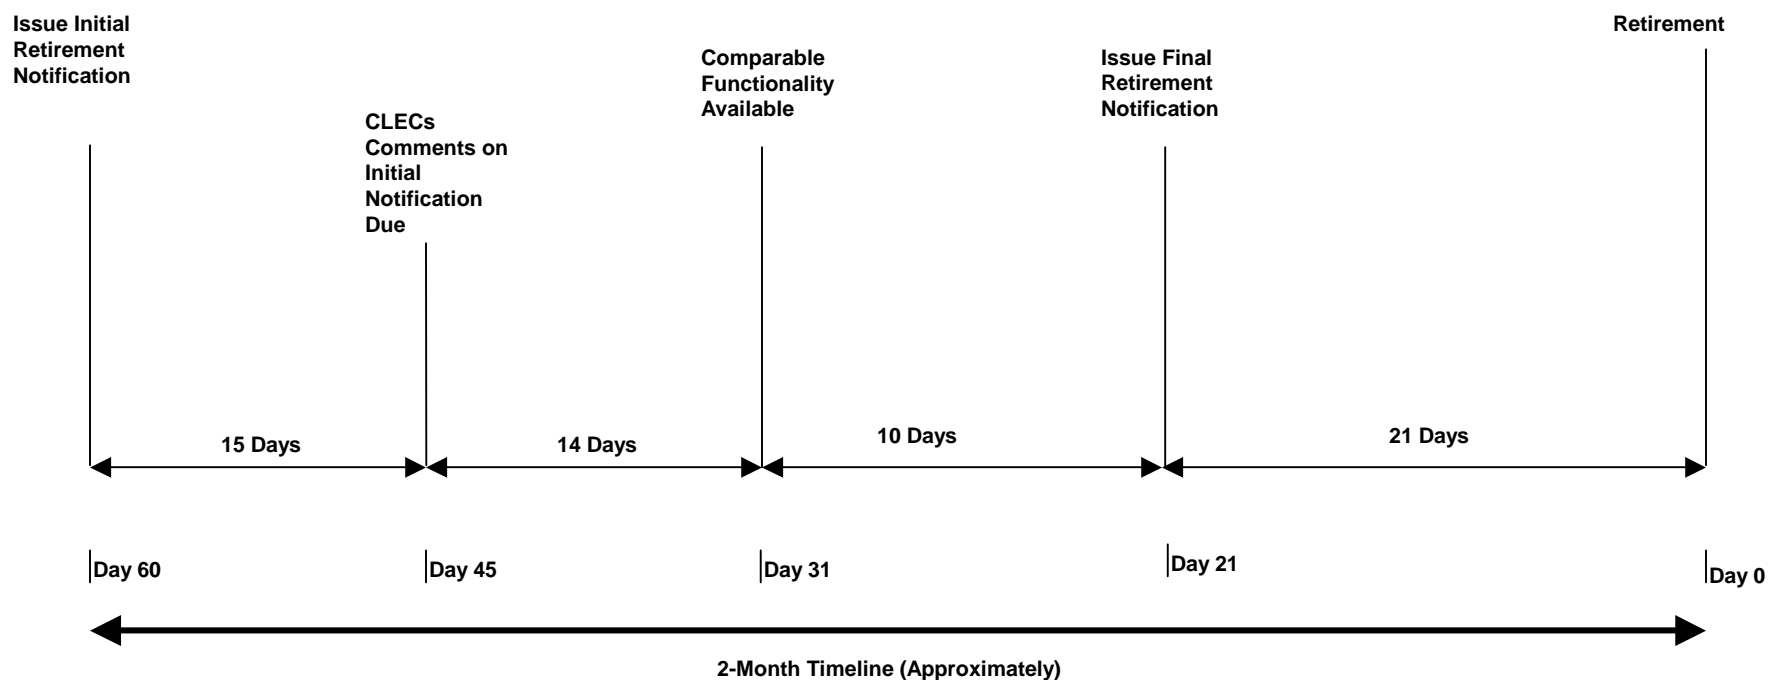 Issue Initial
Retirement
Notification
CLECs
Comments on
Initial
Notification
Due
Comparable
Functionality
Available
Issue Final
Retirement
Notification
Retirement
15 Days
14 Days
10 Days
21 Days
Day 60
Day 45
Day 31
Day 21
Day 0
2-Month Timeline (Approximately)